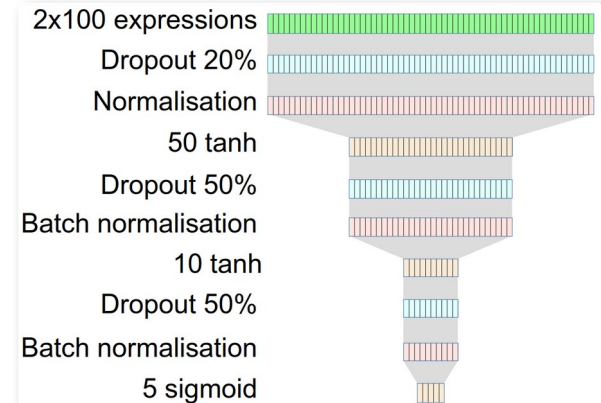 2x100 expressions
Dropout 20%
Normalisation
50 tanh
Dropout 50%
Batch normalisation
10 tanh
Dropout 50%
Batch normalisation
5 sigmoid